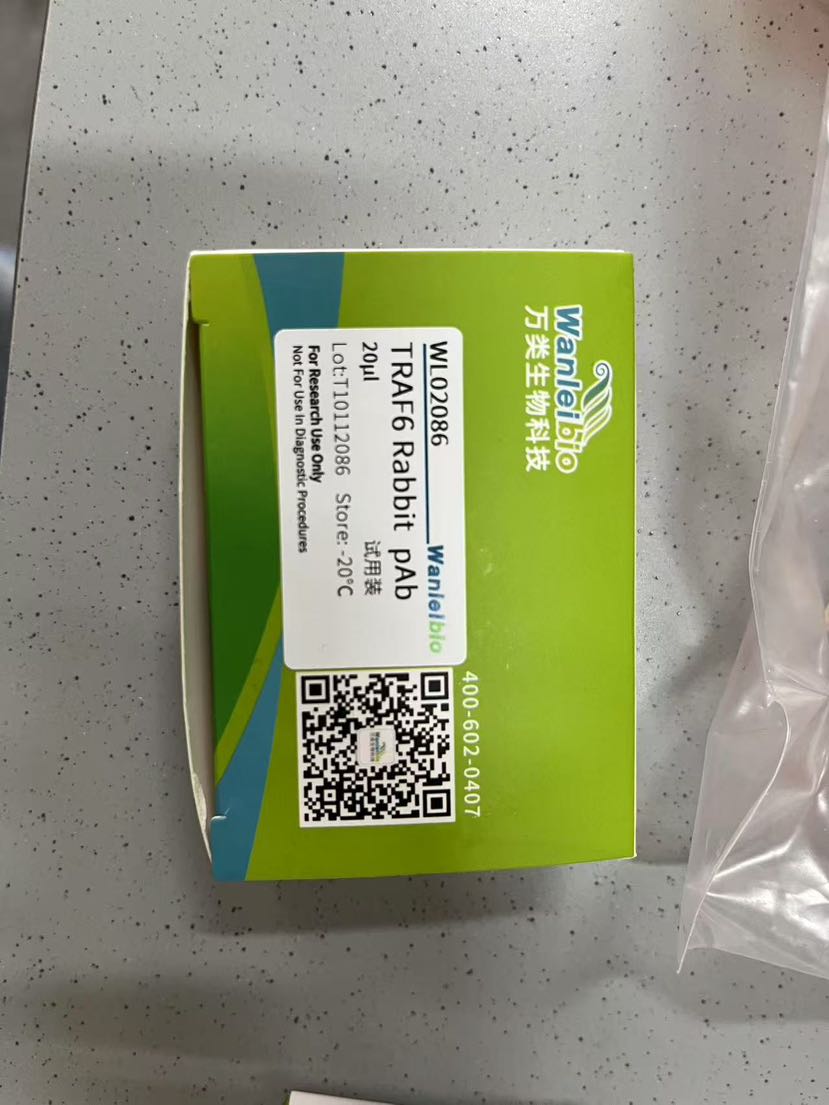 Wanleibio
万类生物科技
WL02086 Wanleibio
TRAF6 Rabbit pAb
20μl 试用装
Lot:T10112086 Store: -20°C
For Research Use Only
Not For Use In Diagnostic Procedures
400-602-0407